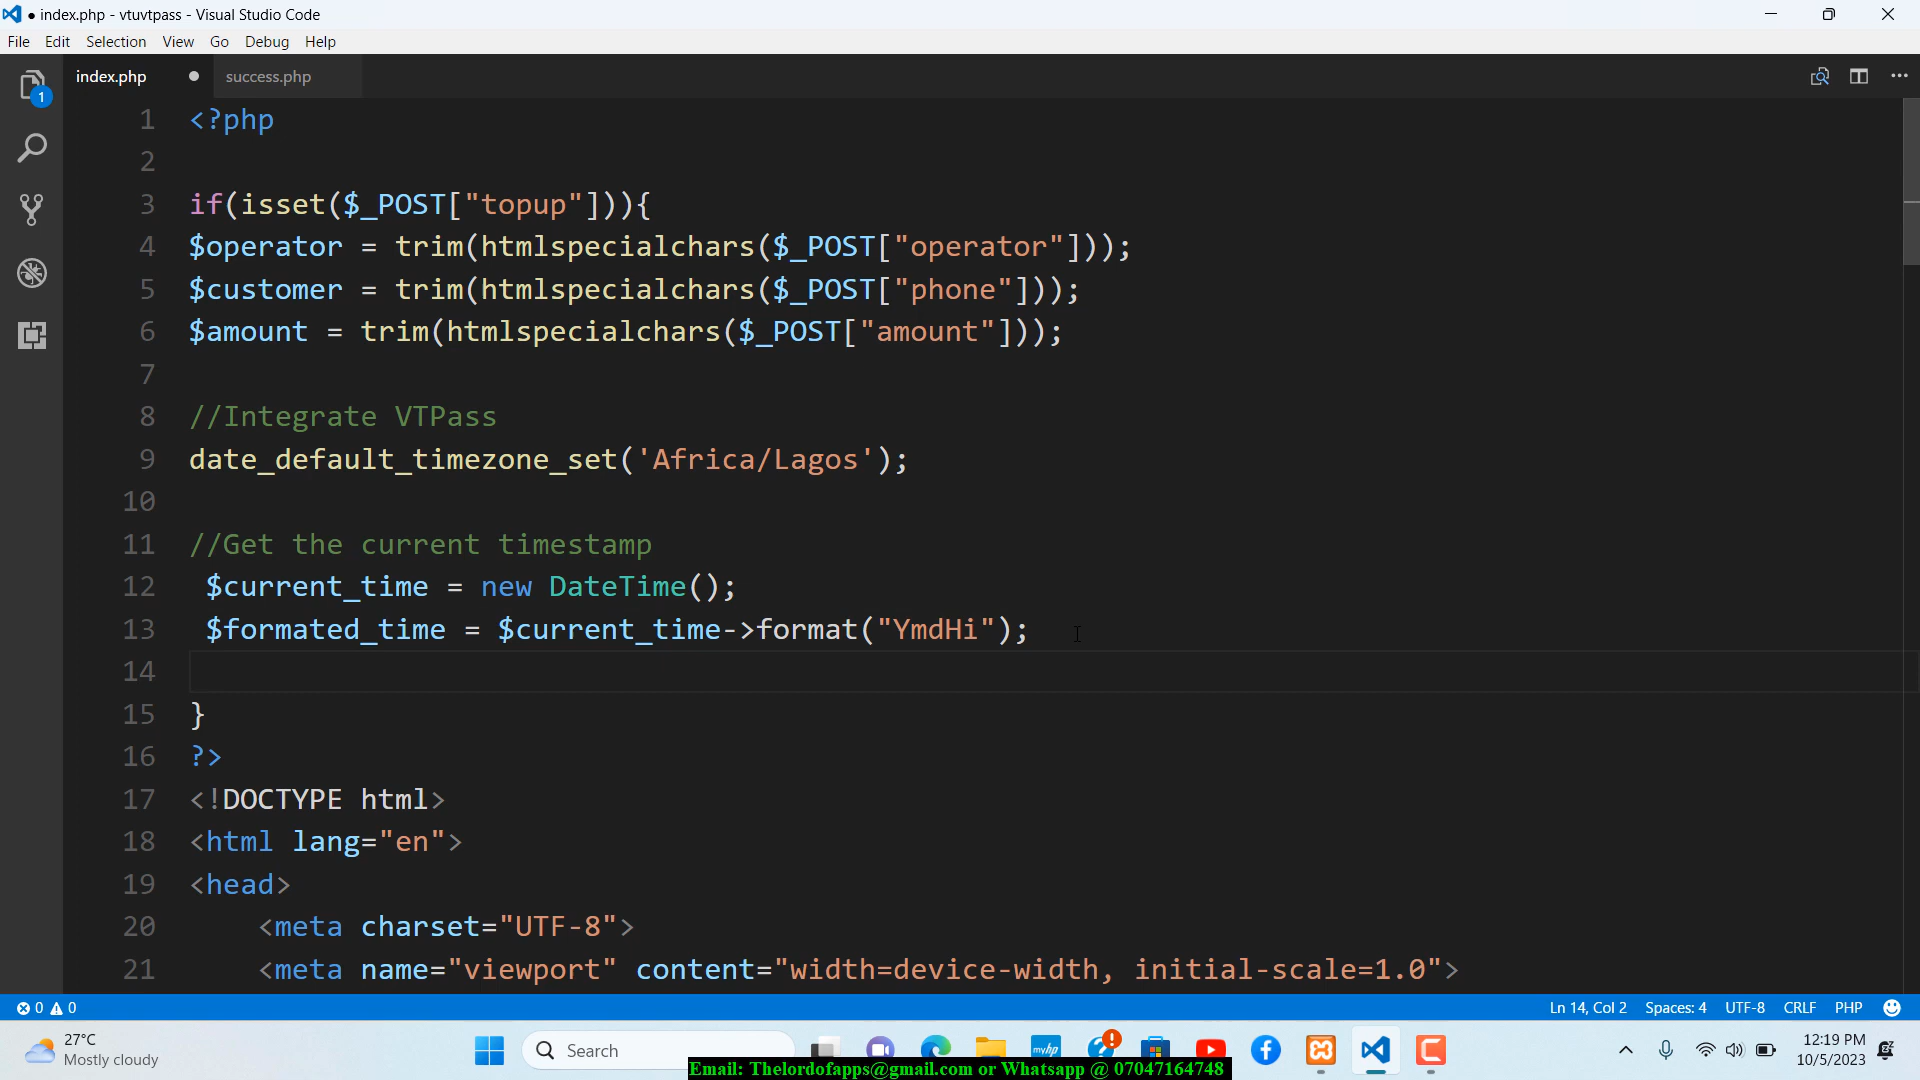 index.php - vtuvtpass - Visual Studio Code
File Edit Selection View Go Debug Help
index.php success.php
1 <?php
2
3 if(isset($_POST["topup"])){
4 $operator = trim(htmlspecialchars($_POST["operator"]));
5 $customer = trim(htmlspecialchars($_POST["phone"]));
6 $amount = trim(htmlspecialchars($_POST["amount"]));
7
8 //Integrate VTPass
9 date_default_timezone_set('Africa/Lagos');
10
11 //Get the current timestamp
12 $current_time = new DateTime();
13 $formated_time = $current_time->format("YmdHi");
14
15 }
16 ?>
17 <!DOCTYPE html>
18 <html lang="en">
19 <head>
20 <meta charset="UTF-8">
21 <meta name="viewport" content="width=device-width, initial-scale=1.0">
1
0 0 Ln 14, Col 2 Spaces: 4 UTF-8 CRLF PHP
27°C
Mostly cloudy
Search
myhp
12:19 PM
10/5/2023
Email: Thelordofapps@gmail.com or Whatsapp @ 07047164748